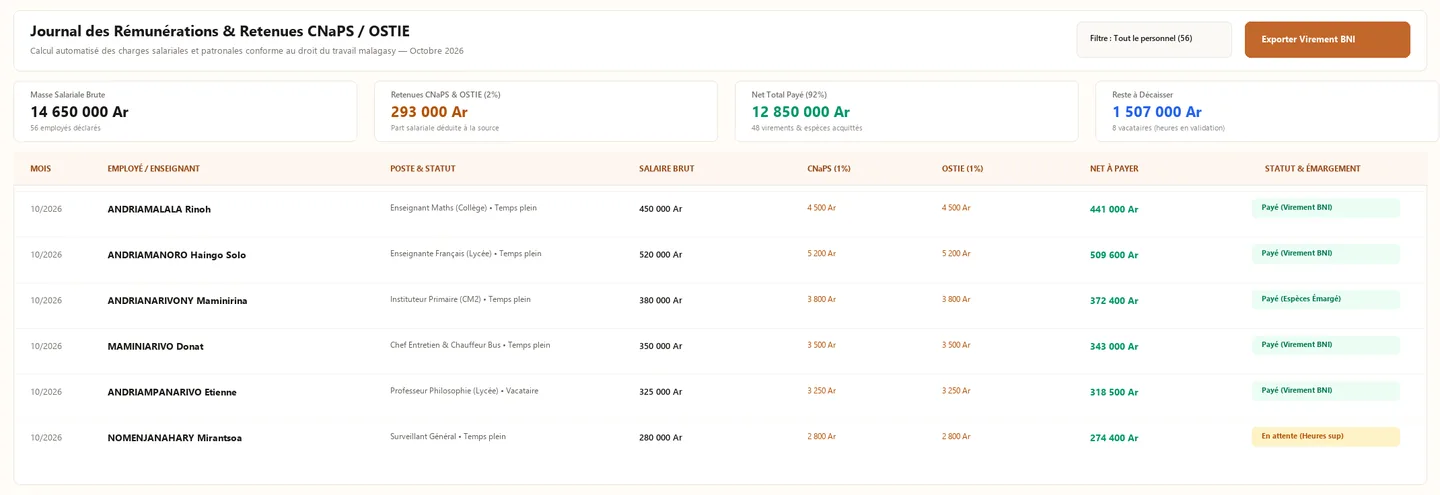 Journal des Rémunérations & Retenues CNaPS / OSTIE
Calcul automatisé des charges salariales et patronales conforme au droit du travail malagasy — Octobre 2026
Filtre : Tout le personnel (56)
Exporter Virement BNI
Masse Salariale Brute
14 650 000 Ar
56 employés déclarés
Retenues CNaPS & OSTIE (2%)
293 000 Ar
Part salariale déduite à la source
Net Total Payé (92%)
12 850 000 Ar
48 virements & espèces acquittés
Reste à Décaisser
1 507 000 Ar
8 vacataires (heures en validation)
MOIS EMPLOYÉ / ENSEIGNANT POSTE & STATUT SALAIRE BRUT CNaPS (1%) OSTIE (1%) NET À PAYER STATUT & ÉMARGEMENT
10/2026 ANDRIAMALALA Rinoh Enseignant Maths (Collège) • Temps plein 450 000 Ar 4 500 Ar 4 500 Ar 441 000 Ar Payé (Virement BNI)
10/2026 ANDRIAMANORO Haingo Solo Enseignante Français (Lycée) • Temps plein 520 000 Ar 5 200 Ar 5 200 Ar 509 600 Ar Payé (Virement BNI)
10/2026 ANDRIANARIVONY Maminirina Instituteur Primaire (CM2) • Temps plein 380 000 Ar 3 800 Ar 3 800 Ar 372 400 Ar Payé (Espèces Émargé)
10/2026 MAMINIARIVO Donat Chef Entretien & Chauffeur Bus • Temps plein 350 000 Ar 3 500 Ar 3 500 Ar 343 000 Ar Payé (Virement BNI)
10/2026 ANDRIAMPANARIVO Etienne Professeur Philosophie (Lycée) • Vacataire 325 000 Ar 3 250 Ar 3 250 Ar 318 500 Ar Payé (Virement BNI)
10/2026 NOMENJANAHARY Mirantsoa Surveillant Général • Temps plein 280 000 Ar 2 800 Ar 2 800 Ar 274 400 Ar En attente (Heures sup)